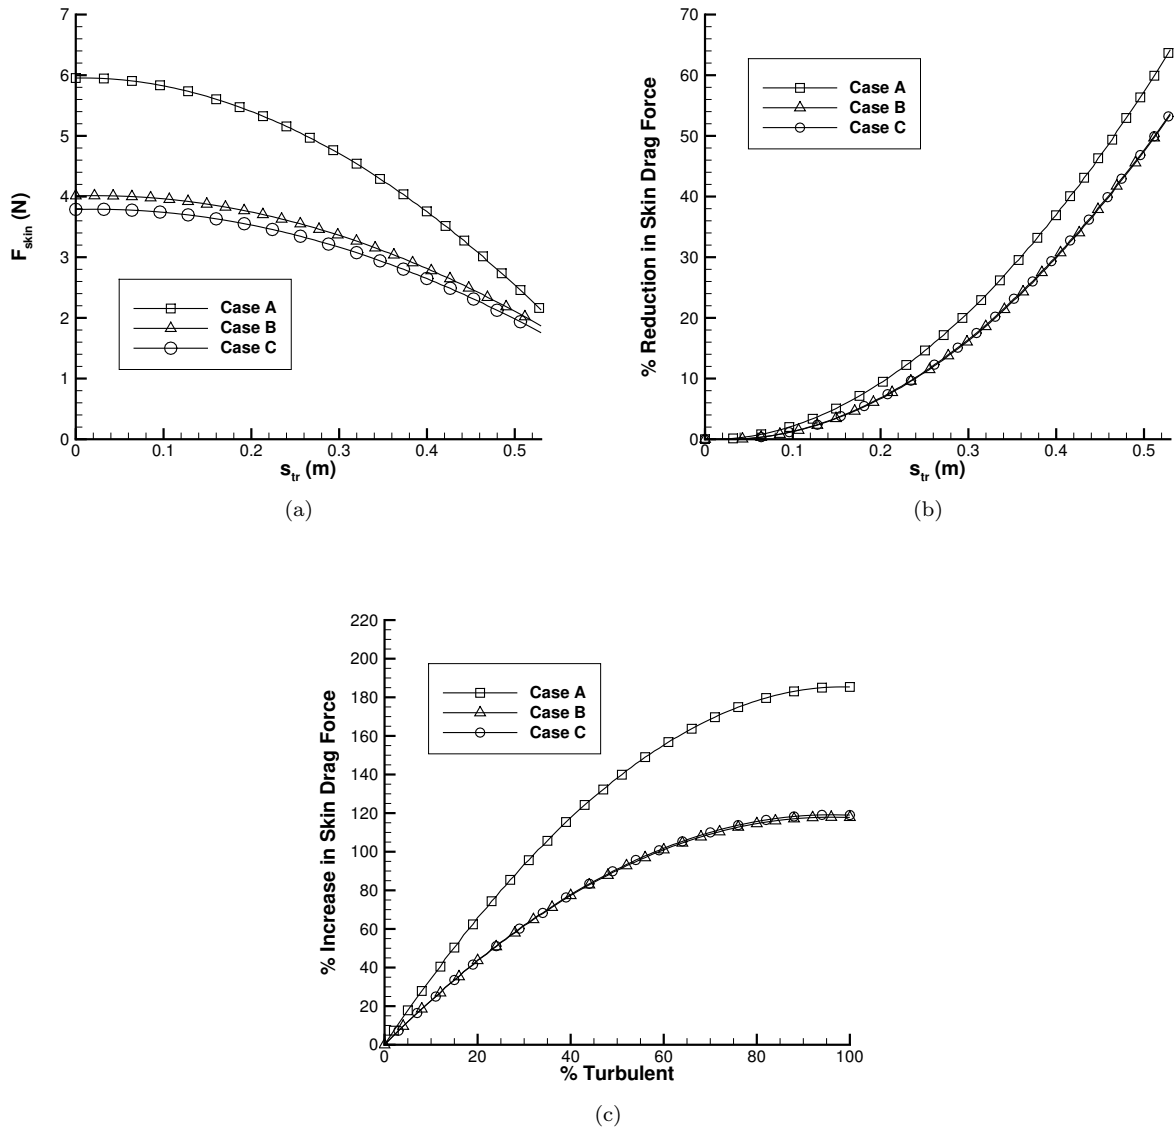 7
6
5
4
3
2
1
0
F_skin (N)
Case A
Case B
Case C
0 0.1 0.2 0.3 0.4 0.5
s_tr (m)
(a)
70
60
50
40
30
20
10
0
% Reduction in Skin Drag Force
Case A
Case B
Case C
0 0.1 0.2 0.3 0.4 0.5
s_tr (m)
(b)
220
200
180
160
140
120
100
80
60
40
20
0
% Increase in Skin Drag Force
Case A
Case B
Case C
0 20 40 60 80 100
% Turbulent
(c)